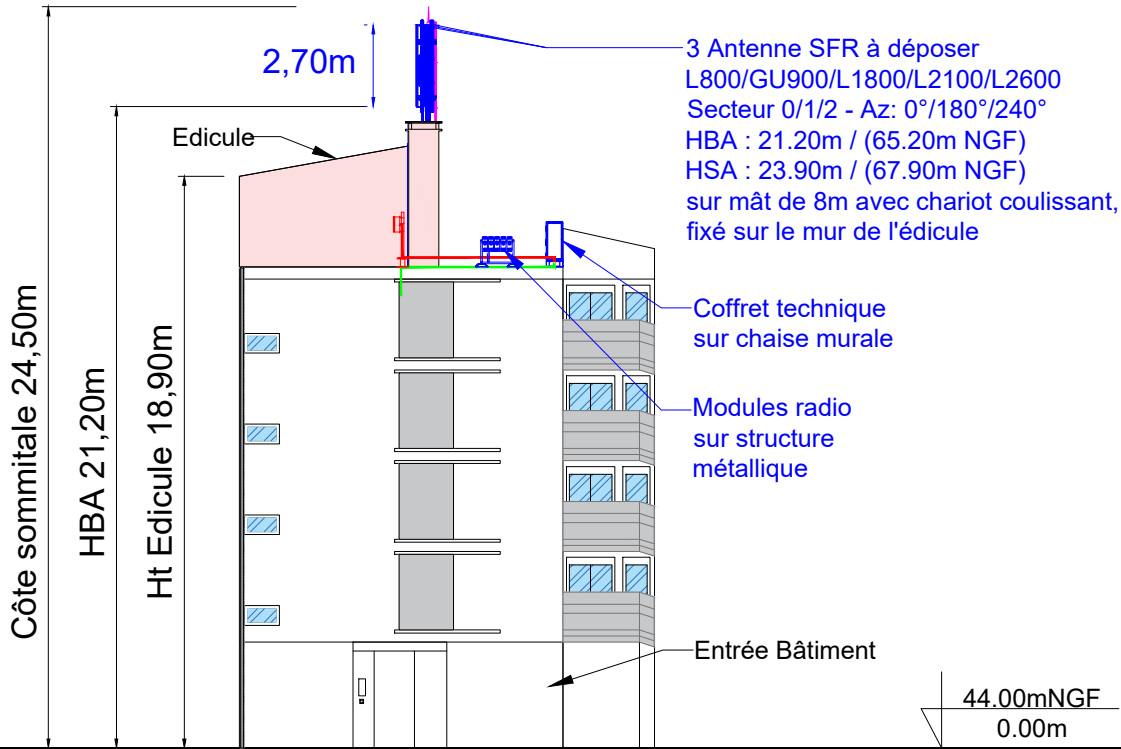 2,70m
3 Antenne SFR à déposer
L800/GU900/L1800/L2100/L2600
Secteur 0/1/2 - Az: 0°/180°/240°
HBA : 21.20m / (65.20m NGF)
HSA : 23.90m / (67.90m NGF)
sur mât de 8m avec chariot coulissant,
fixé sur le mur de l'édicule
Edicule
Côte sommitale 24,50m
HBA 21,20m
Ht Edicule 18,90m
Coffret technique
sur chaise murale
Modules radio
sur structure
métallique
Entrée Bâtiment
44.00mNGF
0.00m